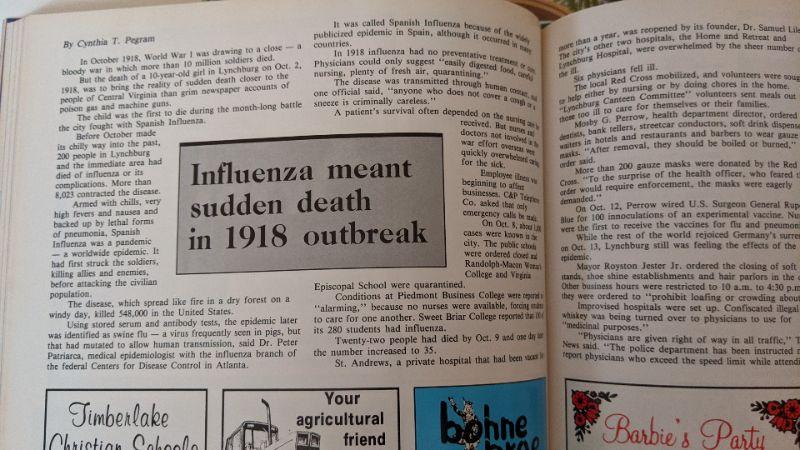 By Cynthia T. Pegram
In October 1918, World War I was drawing to a close — a
bloody war in which more than 10 million soldiers died.
But the death of a 10-year-old girl in Lynchburg on Oct. 2,
1918, was to bring the reality of sudden death closer to the
people of Central Virginia than grim newspaper accounts of
poison gas and machine guns.
The child was the first to die during the month-long battle
the city fought with Spanish Influenza.
Before October made
its chilly way into the past,
200 people in Lynchburg
and the immediate area had
died of influenza or its
complications. More than
8,023 contracted the disease.
Armed with chills, very
high fevers and nausea and
backed up by lethal forms
of pneumonia, Spanish
Influenza was a pandemic
— a worldwide epidemic. It
had first struck the soldiers,
killing allies and enemies,
before attacking the civilian
population.
The disease, which spread like fire in a dry forest on a
windy day, killed 548,000 in the United States.
Using stored serum and antibody tests, the epidemic later
was identified as swine flu — a virus frequently seen in pigs, but
that had mutated to allow human transmission, said Dr. Peter
Patriarca, medical epidemiologist with the influenza branch of
the federal Centers for Disease Control in Atlanta.
Influenza meant
sudden death
in 1918 outbreak
It was called Spanish Influenza because of the widely
publicized epidemic in Spain, although it occurred in many
countries.
In 1918 influenza had no preventive treatment or
Physicians could only suggest "easily digested food, careful
nursing, plenty of fresh air, quarantining."
The disease was transmitted through human contact, and
one official said, "anyone who does not cover a cough or
sneeze is criminally careless."
A patient's survival often depended on the nursing care he
received. But nurses and
doctors not involved in the
war effort overseas were
quickly overwhelmed caring
for the sick.
Employee illness was
beginning to affect
businesses. C&P Telephone
Co. asked that only
emergency calls be made.
On Oct. 8, about
cases were known in the
city. The public schools
were ordered closed and
Randolph-Macon Woman's
College and Virginia
Episcopal School were quarantined.
Conditions at Piedmont Business College were reported as
"alarming," because no nurses were available, forcing students
to care for one another. Sweet Briar College reported that of
its 280 students had influenza.
Twenty-two people had died by Oct. 9 and one day later
the number increased to 35.
St. Andrews, a private hospital that had been vacant for
more than a year, was reopened by its founder, Dr. Samuel
The city's other two hospitals, the Home and Retreat and
Lynchburg Hospital, were overwhelmed by the sheer number of
the ill.
Six physicians fell ill.
The local Red Cross mobilized, and volunteers were sought
to help either by nursing or by doing chores in the home.
"Lynchburg Canteen Committee" volunteers sent meals out to
those too ill to care for themselves or their families.
Mosby G. Perrow, health department director, ordered
dentists, bank tellers, streetcar conductors, soft drink dispensers,
waiters in hotels and restaurants and barbers to wear gauze
masks. "After removal, they should be boiled or burned,"
order said.
More than 200 gauze masks were donated by the Red
Cross. "To the surprise of the health officer, who feared the
order would require enforcement, the masks were eagerly
demanded."
On Oct. 12, Perrow wired U.S. Surgeon General Rupert
Blue for 100 innoculations of an experimental vaccine.
were the first to receive the vaccines for flu and pneumonia.
While the rest of the world rejoiced Germany's surrender
on Oct. 13, Lynchburg still was feeling the effects of the
epidemic.
Mayor Royston Jester Jr. ordered the closing of soft
stands, shoe shine establishments and hair parlors in the
Other business hours were restricted to 10 a.m. to 4:30 p.m.
they were ordered to "prohibit loafing or crowding about
Improvised hospitals were set up. Confiscated illegal
whiskey was being turned over to physicians to use for
"medicinal purposes."
"Physicians are given right of way in all traffic," The
News said. "The police department has been instructed
report physicians who exceed the speed limit while attending
Timberlake
Christian Schools
Your
agricultural
friend
bohne
Barbie's Party